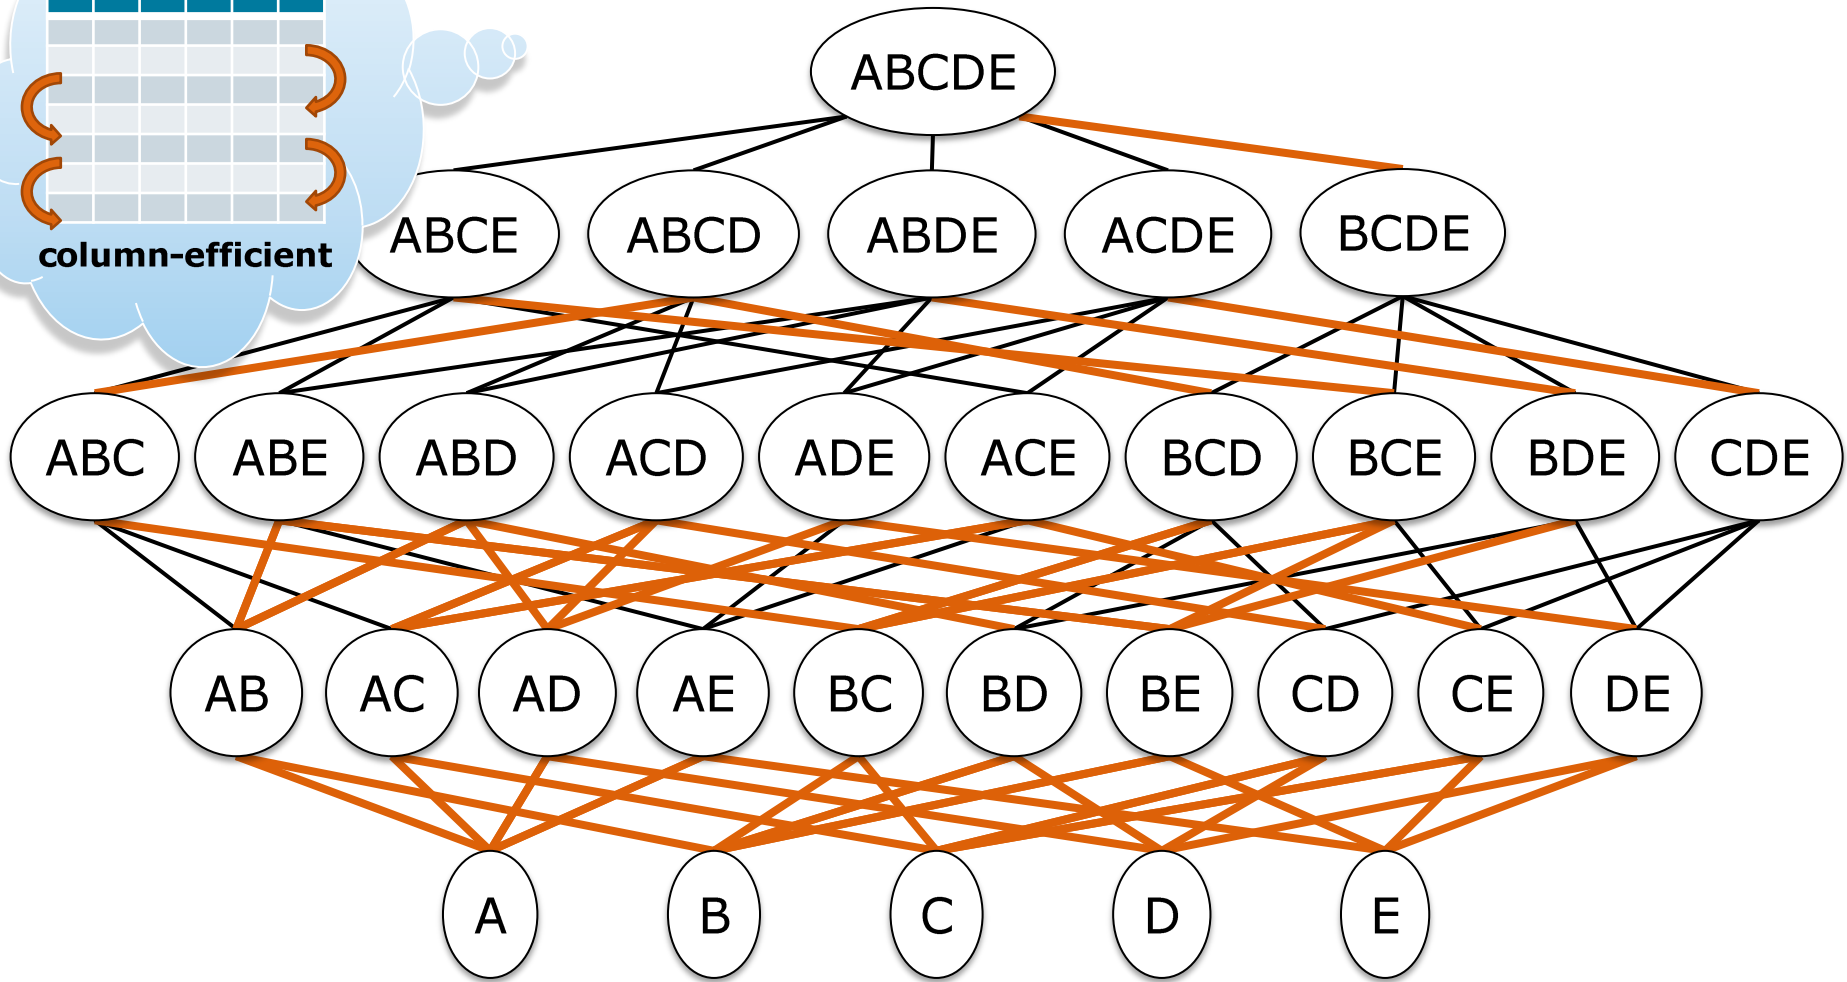 ABCDE
column-efficient
ABCE
ABCD
ABDE
ACDE
BCDE
ABC
ABE
ABD
ACD
ADE
ACE
BCD
BCE
BDE
CDE
AB
AC
AD
AE
BC
BD
BE
CD
CE
DE
A
B
C
D
E